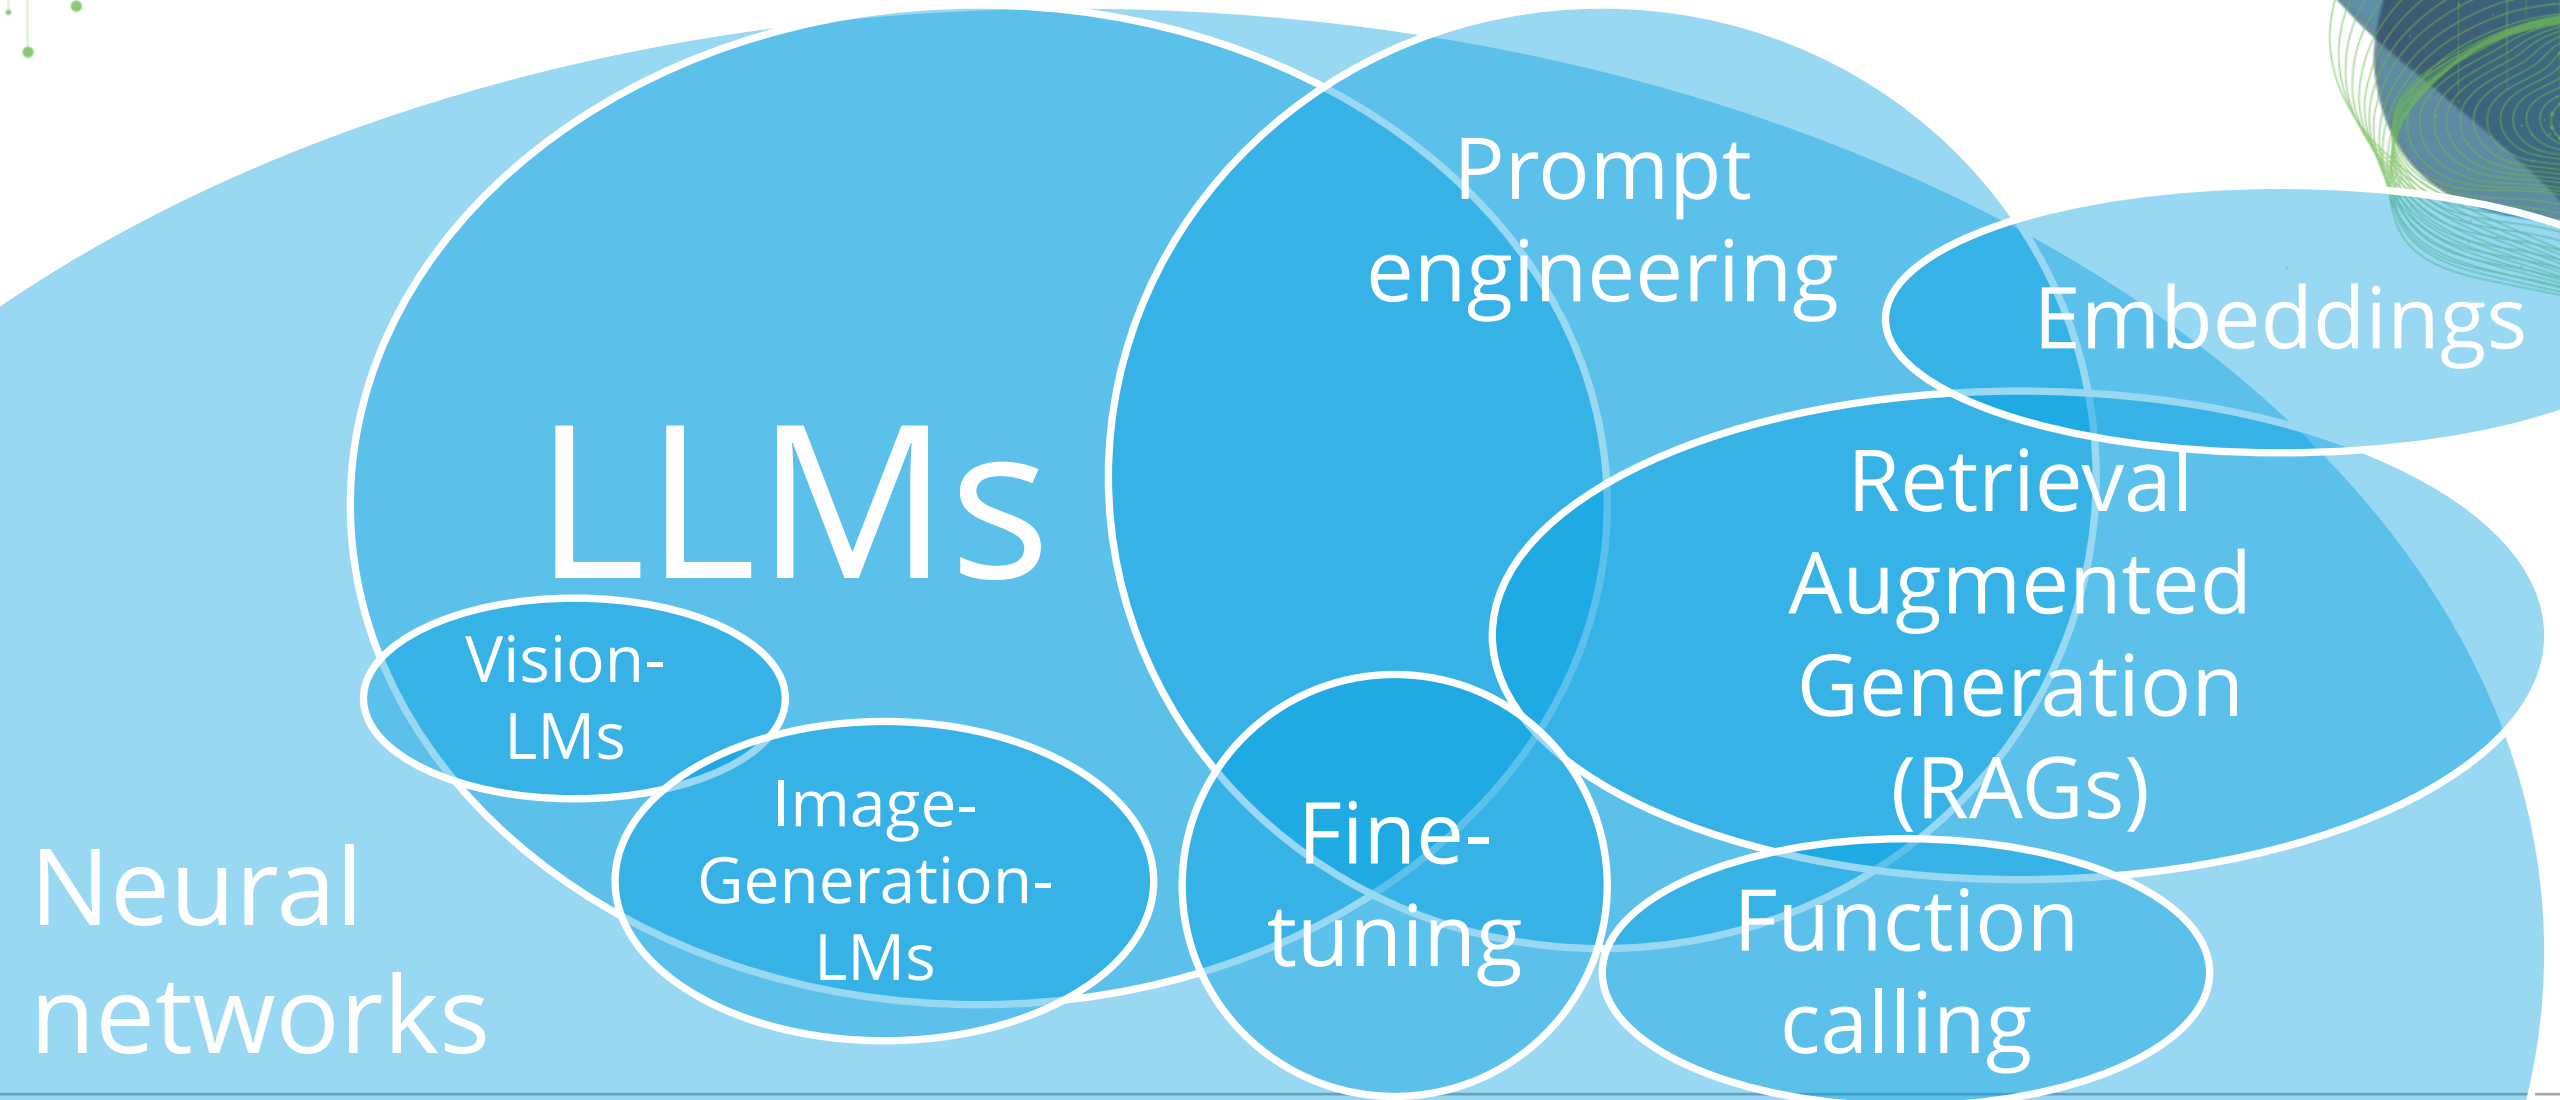 Prompt
engineering
Embeddings
LLMs
Retrieval
Augmented
Generation
(RAGs)
Vision-
LMs
Image-
Generation-
LMs
Fine-
tuning
Function
calling
Neural
networks